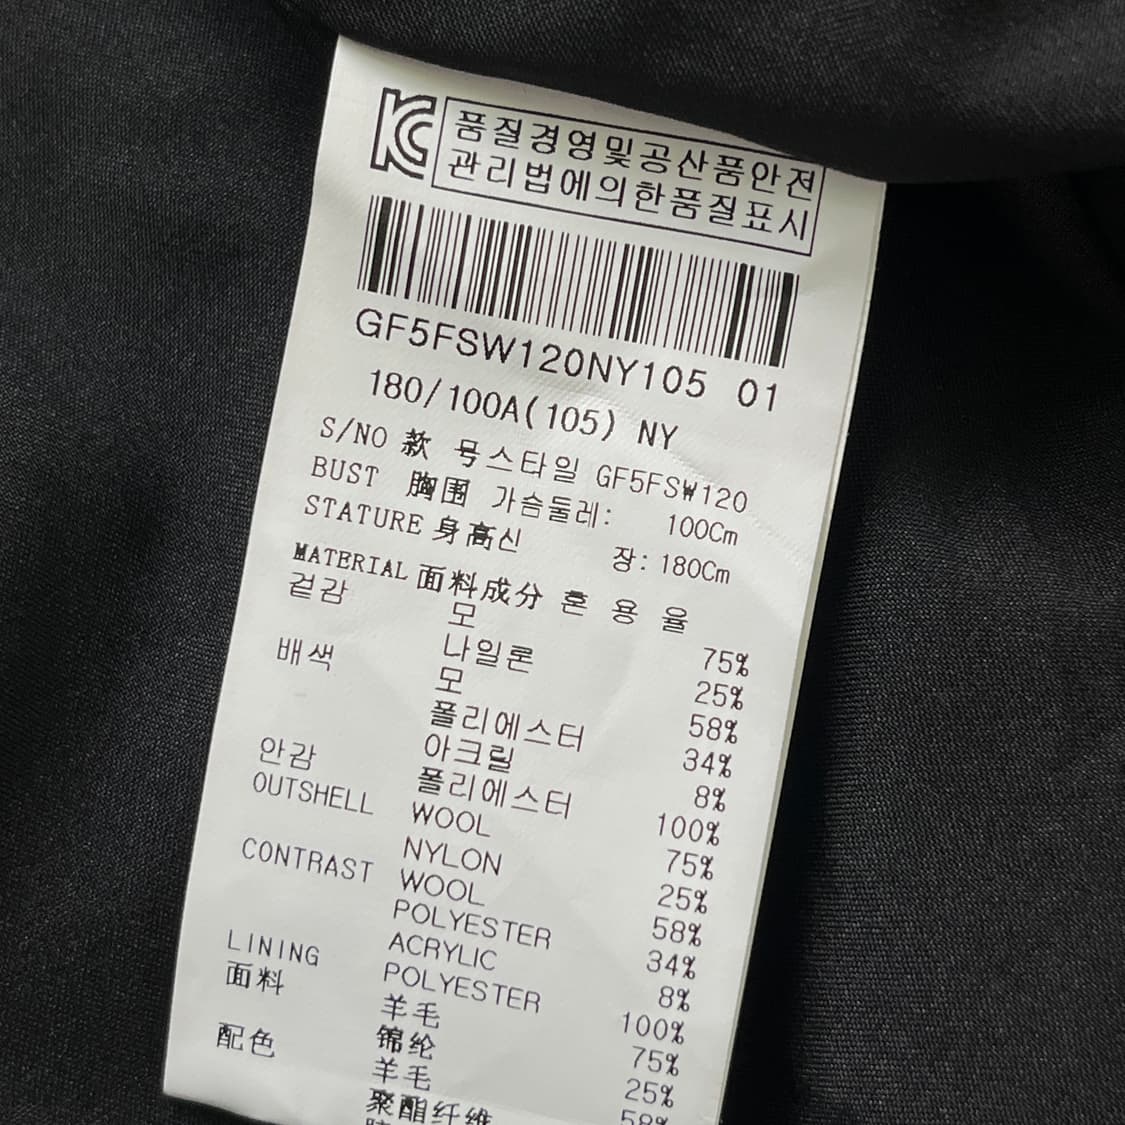 KC
품질경영및공산품안전
관리법에의한품질표시
GF5FSW120NY105 01
180/100A(105) NY
S/NO 款 号스타일 GF5FSW120
BUST 胸围 가슴둘레: 100Cm
STATURE 身高신 장: 180Cm
MATERIAL 面料成分 혼 용 율
겉감 모 75%
나일론 25%
배색 모 58%
폴리에스터 34%
아크릴 8%
안감 폴리에스터 100%
OUTSHELL WOOL 75%
NYLON 25%
CONTRAST WOOL 58%
POLYESTER 34%
ACRYLIC 8%
LINING POLYESTER 100%
面料 羊毛 75%
锦纶 25%
配色 羊毛 58%
聚酯纤维